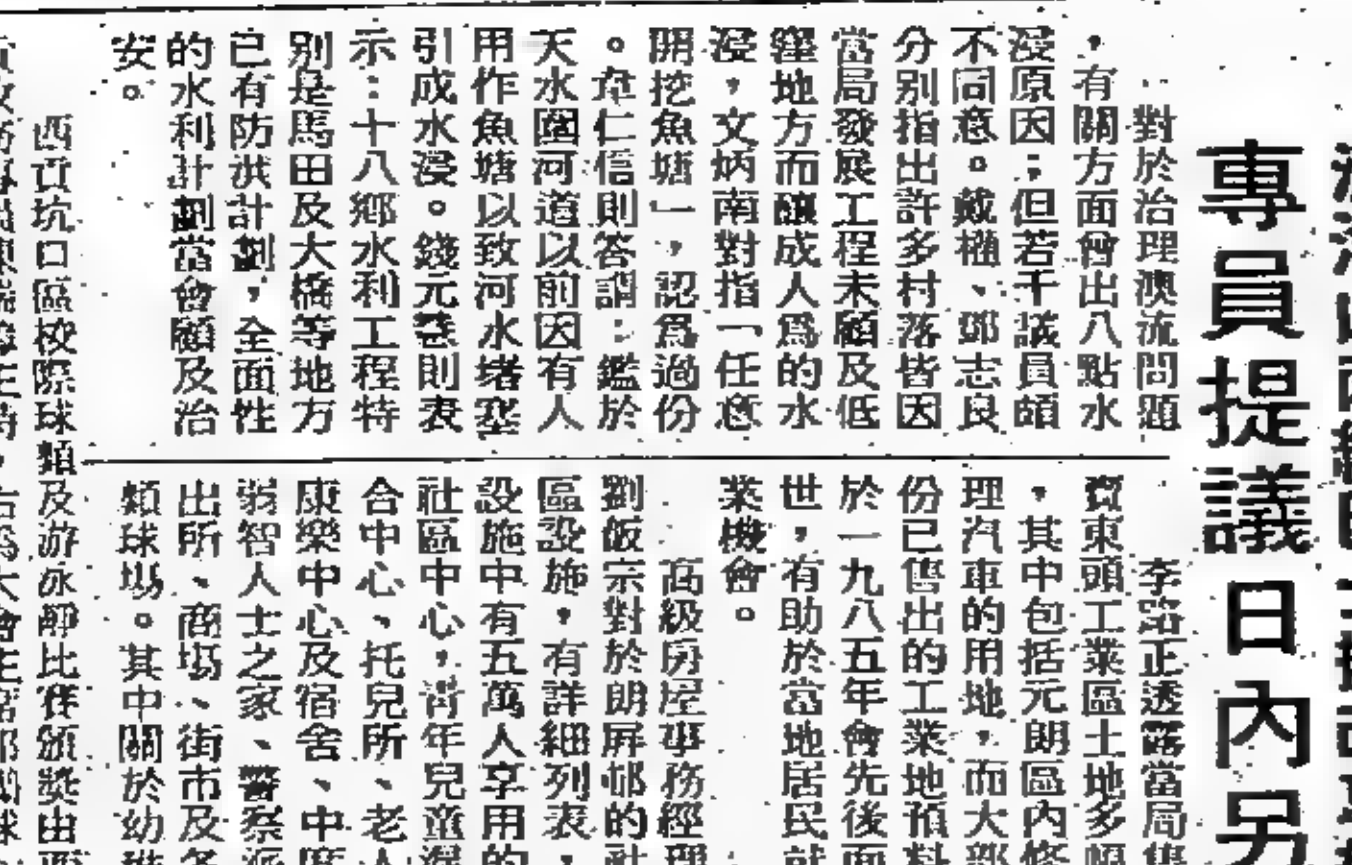 專員提議日內另
對於治理澳流問題
，有關方面會出八點水
浸原因；但若干議員頗
不同意。戴權、鄧志良
分別指出許多村落皆因
當局發展工程未顧及低
窪地方而釀成人爲的水
浸，文炳南對指「任意
開挖魚塘」，認爲過份
。韋仁信則答謂：鑑於
天水圍河道以前因有人
用作魚塘以致河水堵塞
引成水浸。錢元巷則表
示：十八鄉水利工程特
別是馬田及大橋等地方
已有防洪計劃，全面性
的水利計劃當會顧及治
安。
李啓正透露當局售
賣東頭工業區土地多幅
，其中包括元朗區內修
理汽車的用地，而大部
份已售出的工業地預料
於一九八五年會先後面
世，有助於當地居民就
業機會。
高級房屋事務經理
劉飯宗對於朗屏邨的社
區設施，有詳細列表，
設施中有五萬人享用的
社區中心，靑年兒童
合中心、托兒所、老人
康樂中心及宿舍、中
弱智人士之家、警察派
出所、商場、街市及各
類球場。其中關於幼
西貢坑口區校際球類及游泳比賽頒獎由西